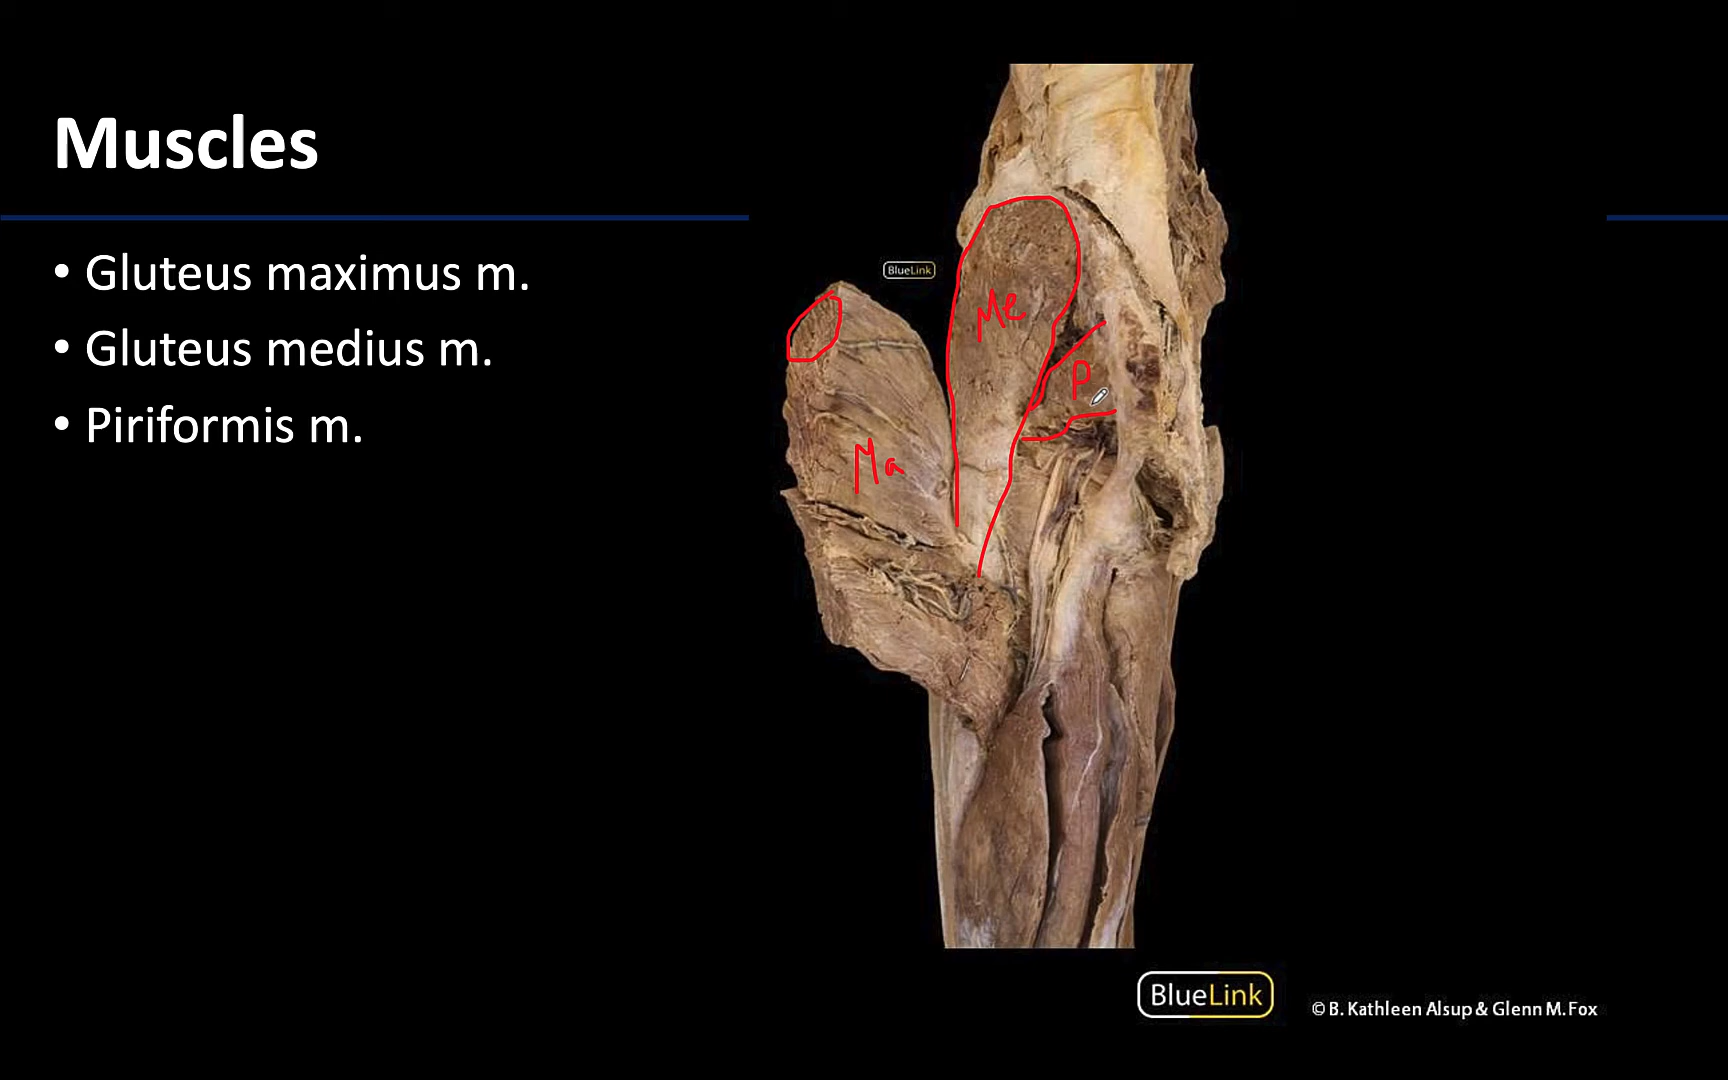 Muscles
• Gluteus maximus m.
• Gluteus medius m.
• Piriformis m.
BlueLink
Me
P
Ma
BlueLink
© B. Kathleen Alsup & Glenn M. Fox